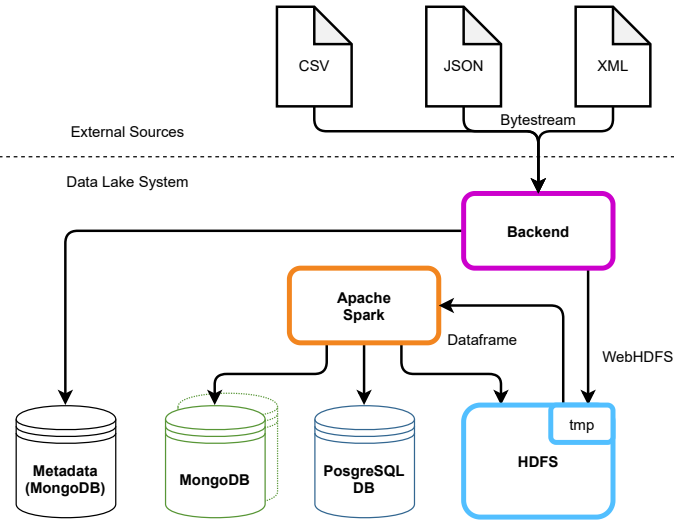 CSV
JSON
XML
Bytestream
External Sources
Data Lake System
Backend
Apache
Spark
Dataframe
WebHDFS
tmp
Metadata
(MongoDB)
MongoDB
PosgreSQL
DB
HDFS